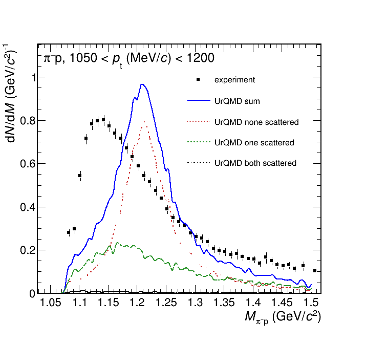 π⁻p, 1050 < pt (MeV/c) < 1200
experiment
UrQMD sum
UrQMD none scattered
UrQMD one scattered
UrQMD both scattered
dN/dM (GeV/c²)⁻¹
1
0.8
0.6
0.4
0.2
0
1.05 1.1 1.15 1.2 1.25 1.3 1.35 1.4 1.45 1.5
Mπ⁻p (GeV/c²)